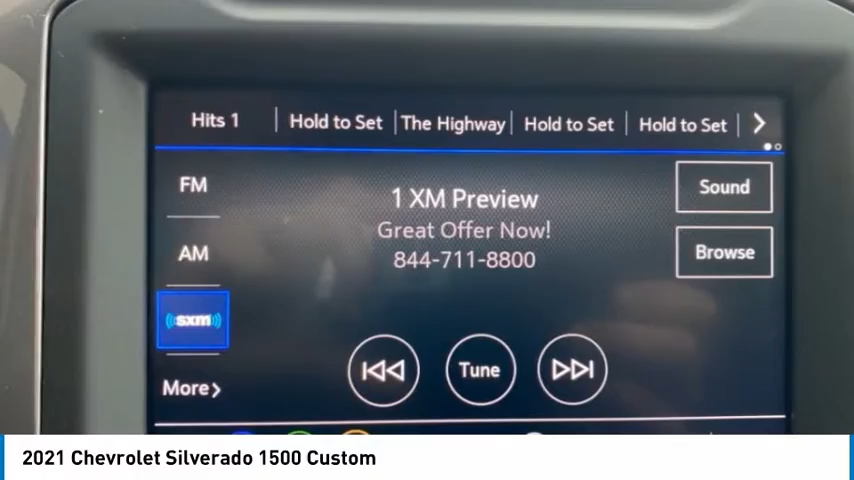 Hits 1 Hold to Set The Highway Hold to Set Hold to Set
FM
1 XM Preview
Sound
Great Offer Now!
AM
844-711-8800
Browse
sxm
Tune
More
2021 Chevrolet Silverado 1500 Custom